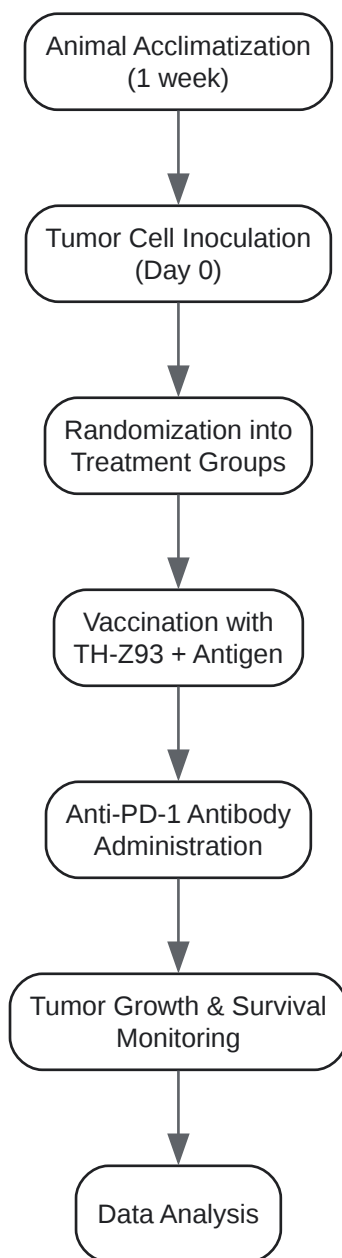 Animal Acclimatization
(1 week)
Tumor Cell Inoculation
(Day 0)
Randomization into
Treatment Groups
Vaccination with
TH-Z93 + Antigen
Anti-PD-1 Antibody
Administration
Tumor Growth & Survival
Monitoring
Data Analysis